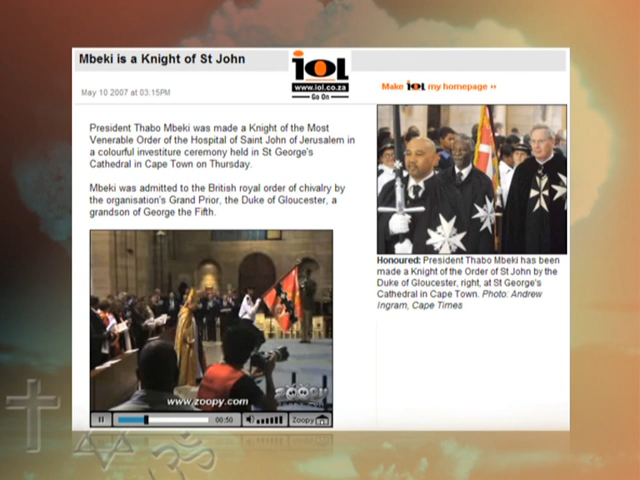 Mbeki is a Knight of St John
iOL
www.iol.co.za
Go On
May 10 2007 at 03:15PM
Make iOL my homepage »
President Thabo Mbeki was made a Knight of the Most
Venerable Order of the Hospital of Saint John of Jerusalem in
a colourful investiture ceremony held in St George's
Cathedral in Cape Town on Thursday.
Mbeki was admitted to the British royal order of chivalry by
the organisation's Grand Prior, the Duke of Gloucester, a
grandson of George the Fifth.
Honoured: President Thabo Mbeki has been
made a Knight of the Order of St John by the
Duke of Gloucester, right, at St George's
Cathedral in Cape Town. Photo: Andrew
Ingram, Cape Times
www.zoopy.com
zoopy
00:50
Zoopy